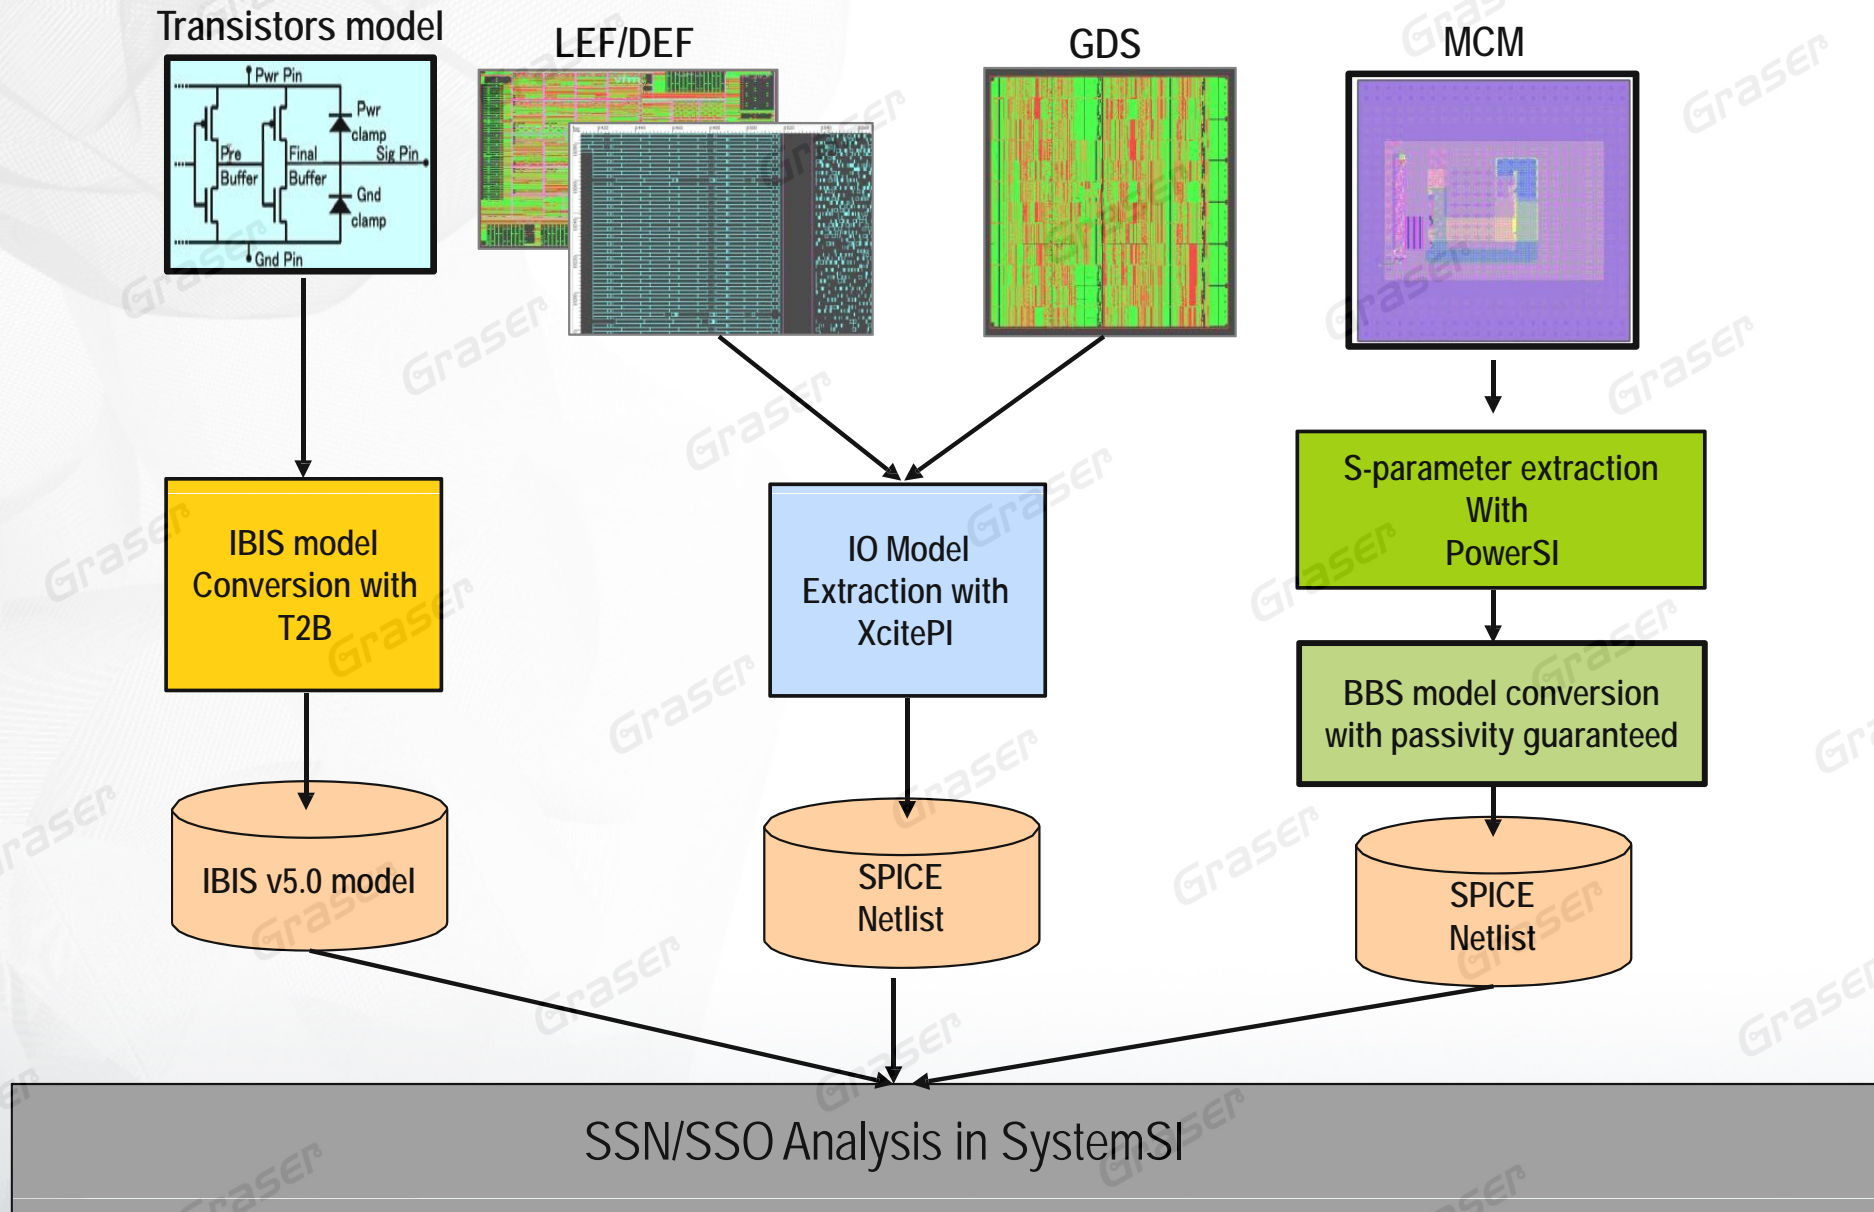 Transistors model
LEF/DEF
GDS
MCM
Pwr Pin
Pwr
clamp
Pre
Buffer
Final
Buffer
Sig Pin
Gnd
clamp
Gnd Pin
IBIS model
Conversion with
T2B
IO Model
Extraction with
XcitePI
S-parameter extraction
With
PowerSI
BBS model conversion
with passivity guaranteed
IBIS v5.0 model
SPICE
Netlist
SPICE
Netlist
SSN/SSO Analysis in SystemSI
Graser